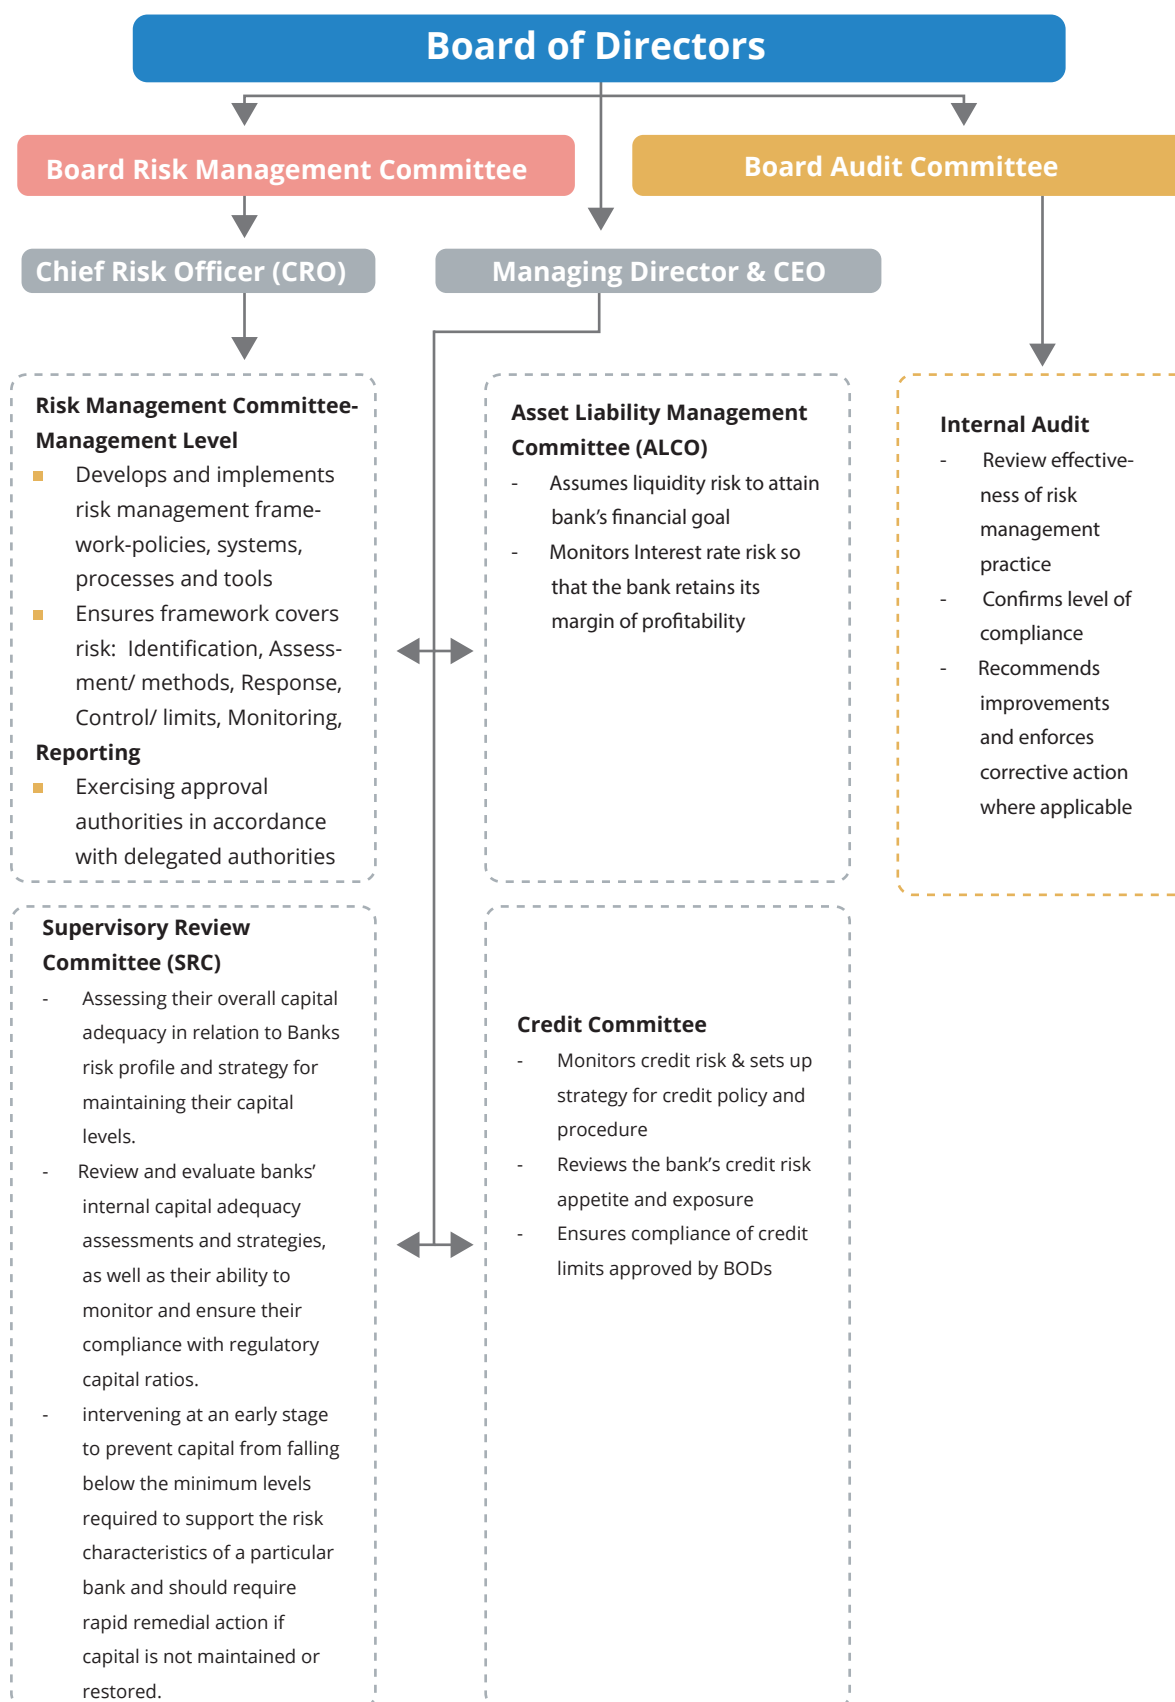 Board of Directors
Board Risk Management Committee
Board Audit Committee
Chief Risk Officer (CRO)
Managing Director & CEO
Risk Management Committee-
Management Level
Develops and implements
risk management frame-
work-policies, systems,
processes and tools
Ensures framework covers
risk: Identification, Assess-
ment/ methods, Response,
Control/ limits, Monitoring,
Reporting
Exercising approval
authorities in accordance
with delegated authorities
Asset Liability Management
Committee (ALCO)
- Assumes liquidity risk to attain
bank's financial goal
- Monitors Interest rate risk so
that the bank retains its
margin of profitability
Internal Audit
- Review effective-
ness of risk
management
practice
- Confirms level of
compliance
- Recommends
improvements
and enforces
corrective action
where applicable
Supervisory Review
Committee (SRC)
- Assessing their overall capital
adequacy in relation to Banks
risk profile and strategy for
maintaining their capital
levels.
- Review and evaluate banks’
internal capital adequacy
assessments and strategies,
as well as their ability to
monitor and ensure their
compliance with regulatory
capital ratios.
- intervening at an early stage
to prevent capital from falling
below the minimum levels
required to support the risk
characteristics of a particular
bank and should require
rapid remedial action if
capital is not maintained or
restored.
Credit Committee
- Monitors credit risk & sets up
strategy for credit policy and
procedure
- Reviews the bank’s credit risk
appetite and exposure
- Ensures compliance of credit
limits approved by BODs